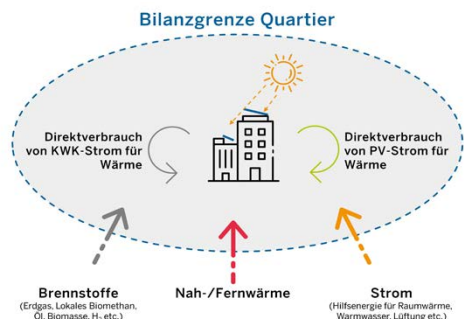 Bilanzgrenze Quartier
Direktverbrauch
von KWK-Strom für
Wärme
Direktverbrauch
von PV-Strom für
Wärme
Brennstoffe
(Erdgas, Lokales Biomethan,
Öl, Biomasse, H₂ etc.)
Nah-/Fernwärme
Strom
(Hilfsenergie für Raumwärme,
Warmwasser, Lüftung etc.)